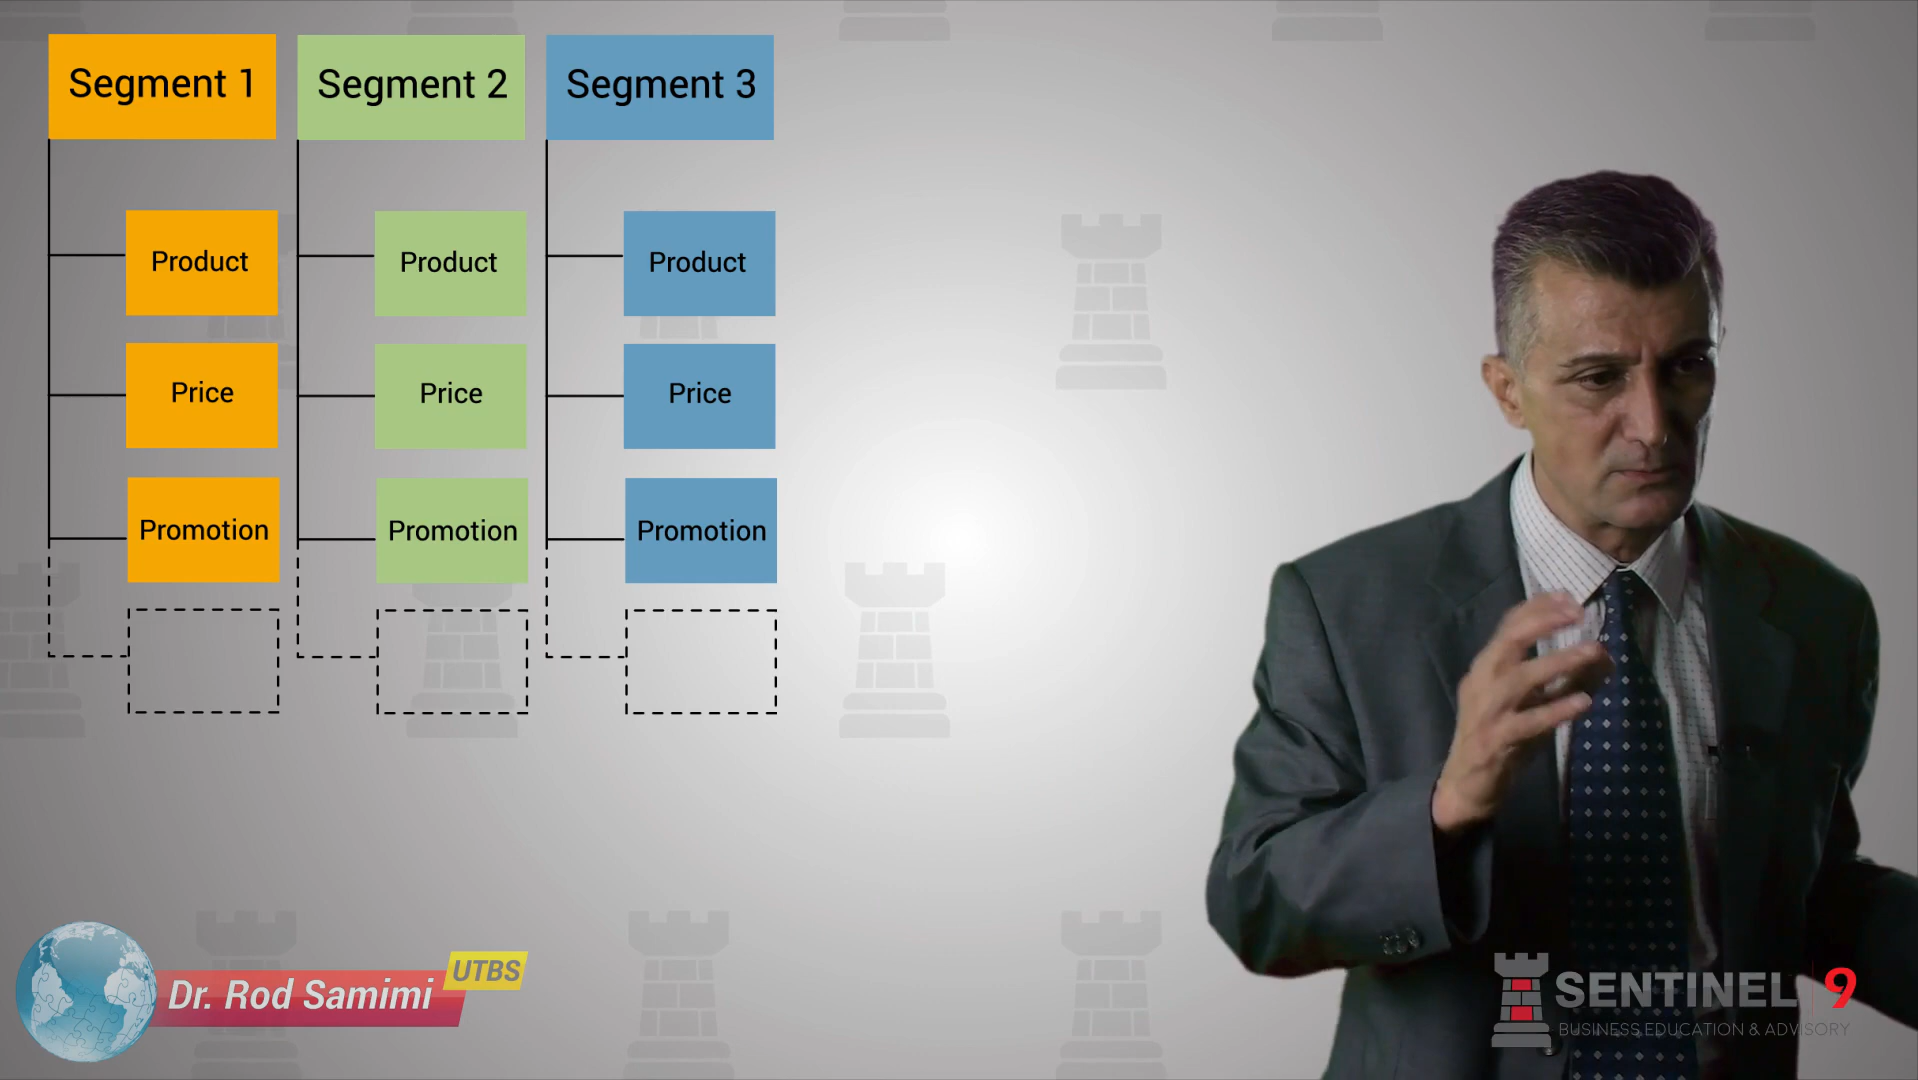 Segment 1
Segment 2
Segment 3
Product
Product
Product
Price
Price
Price
Promotion
Promotion
Promotion
UTBS
Dr. Rod Samimi
SENTINEL 9
BUSINESS EDUCATION & ADVISORY